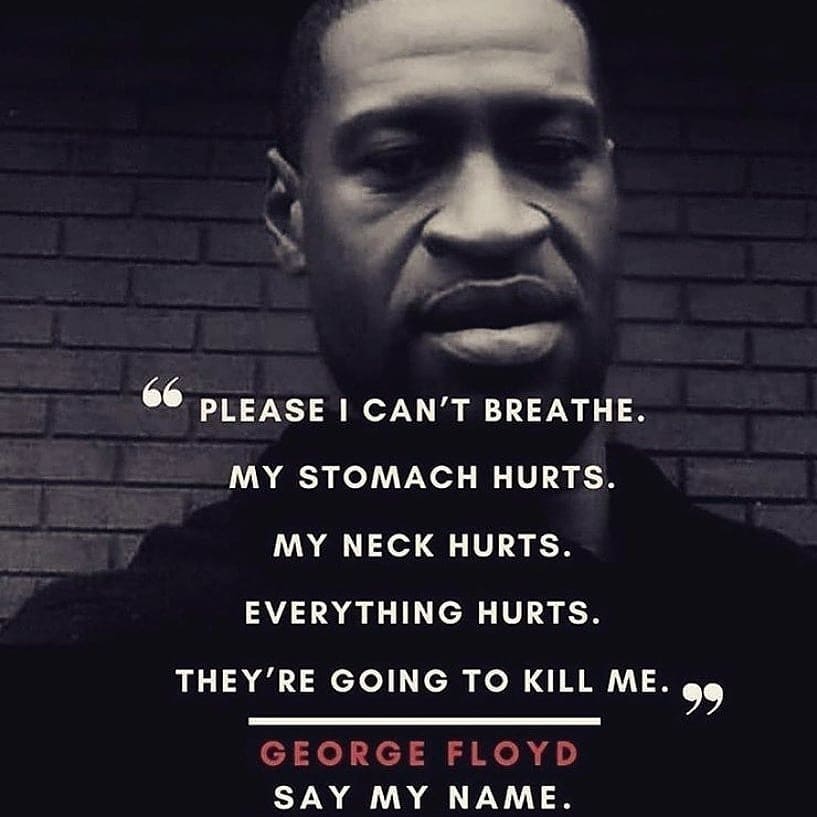 “ PLEASE I CAN’T BREATHE.
MY STOMACH HURTS.
MY NECK HURTS.
EVERYTHING HURTS.
THEY’RE GOING TO KILL ME. ”
GEORGE FLOYD
SAY MY NAME.